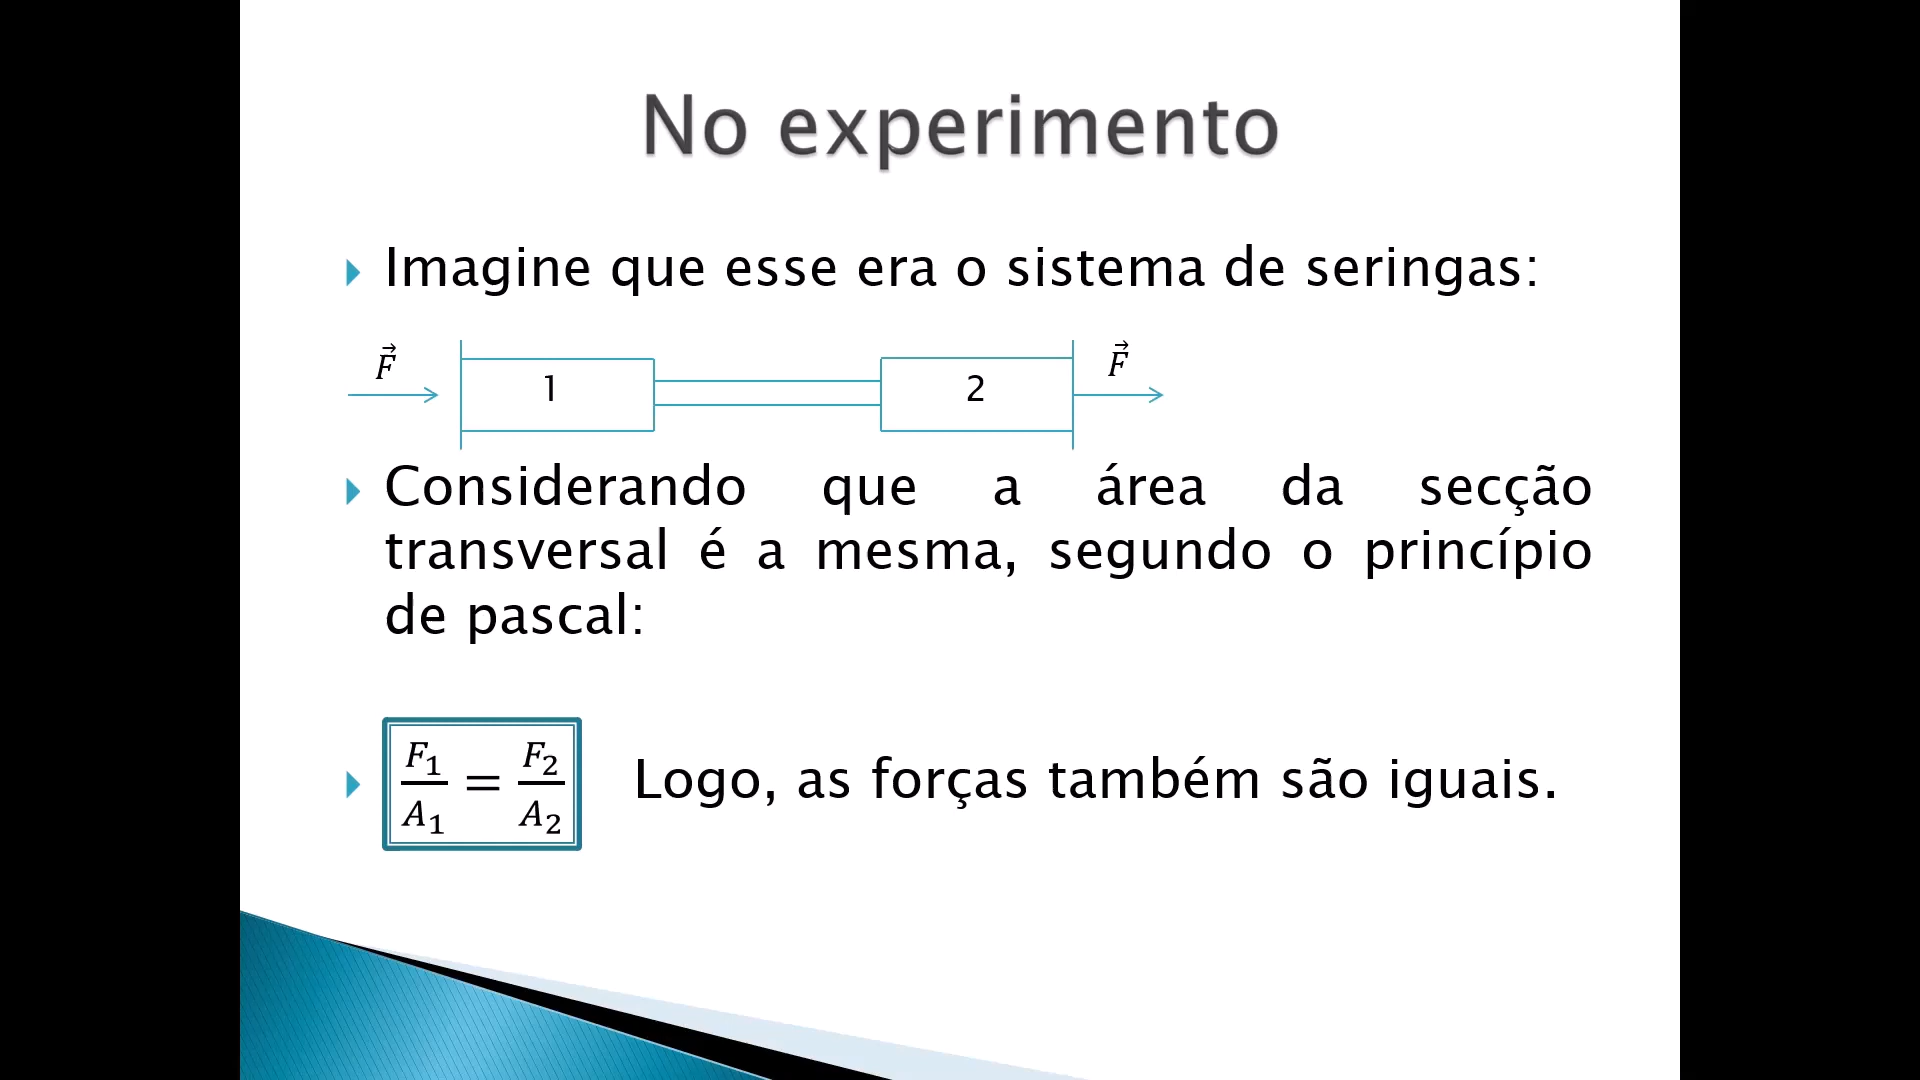 No experimento
Imagine que esse era o sistema de seringas:
F⃗ F⃗
1 2
Considerando que a área da secção
transversal é a mesma, segundo o princípio
de pascal:
F₁/A₁ = F₂/A₂ Logo, as forças também são iguais.